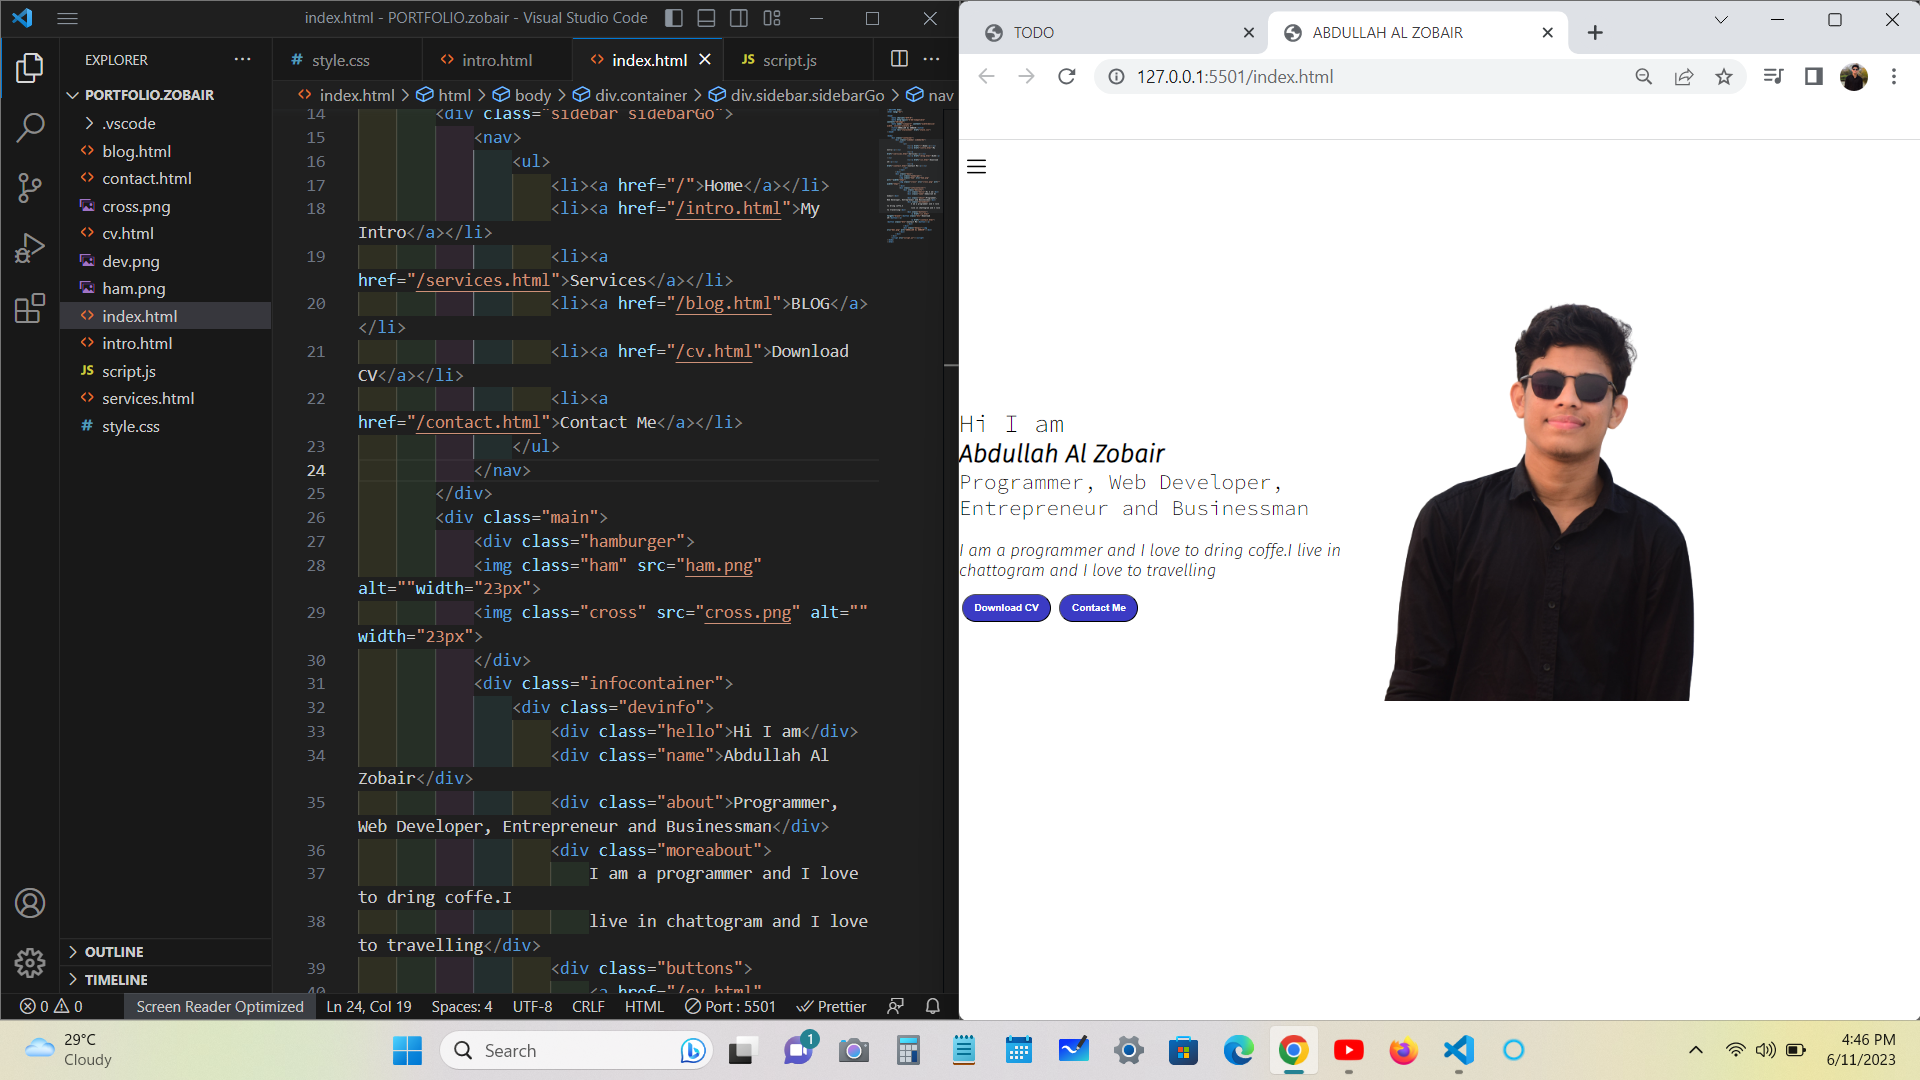 index.html - PORTFOLIO.zobair - Visual Studio Code
EXPLORER
PORTFOLIO.ZOBAIR
.vscode
blog.html
contact.html
cross.png
cv.html
dev.png
ham.png
index.html
intro.html
JS script.js
services.html
# style.css
OUTLINE
TIMELINE
# style.css
intro.html
index.html
JS script.js
index.html > html > body > div.container > div.sidebar.sidebarGo > nav
14 <div class="sidebar sidebarGo">
15 <nav>
16 <ul>
17 <li><a href="/">Home</a></li>
18 <li><a href="/intro.html">My
Intro</a></li>
19 <li><a
href="/services.html">Services</a></li>
20 <li><a href="/blog.html">BLOG</a>
</li>
21 <li><a href="/cv.html">Download
CV</a></li>
22 <li><a
href="/contact.html">Contact Me</a></li>
23 </ul>
24 </nav>
25 </div>
26 <div class="main">
27 <div class="hamburger">
28 <img class="ham" src="ham.png"
alt=""width="23px">
29 <img class="cross" src="cross.png" alt=""
width="23px">
30 </div>
31 <div class="infocontainer">
32 <div class="devinfo">
33 <div class="hello">Hi I am</div>
34 <div class="name">Abdullah Al
Zobair</div>
35 <div class="about">Programmer,
Web Developer, Entrepreneur and Businessman</div>
36 <div class="moreabout">
37 I am a programmer and I love
to dring coffe.I
38 live in chattogram and I love
to travelling</div>
39 <div class="buttons">
40 <a href="/cv.html"
0 0
Screen Reader Optimized
Ln 24, Col 19
Spaces: 4
UTF-8
CRLF
HTML
Port : 5501
Prettier
TODO
ABDULLAH AL ZOBAIR
127.0.0.1:5501/index.html
Hi I am
Abdullah Al Zobair
Programmer, Web Developer,
Entrepreneur and Businessman
I am a programmer and I love to dring coffe.I live in
chattogram and I love to travelling
Download CV
Contact Me
29°C
Cloudy
Search
1
4:46 PM
6/11/2023